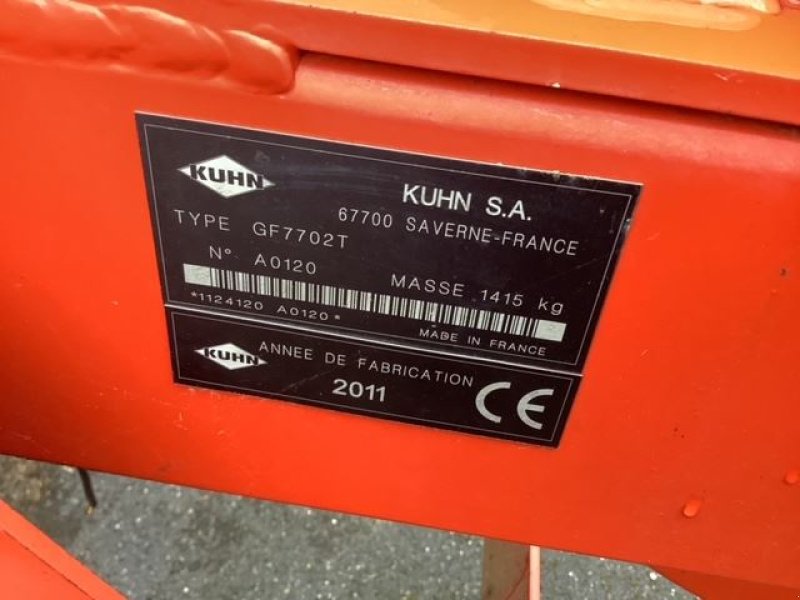 KUHN
KUHN S.A.
67700 SAVERNE-FRANCE
TYPE GF7702T
N° A0120
MASSE 1415 kg
*1124120 A0120*
MADE IN FRANCE
KUHN
ANNEE DE FABRICATION
2011
CE